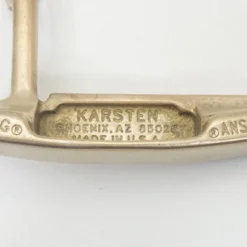 KARSTEN
PHOENIX, AZ 85029
MADE IN U.S.A.
G®
®ANS